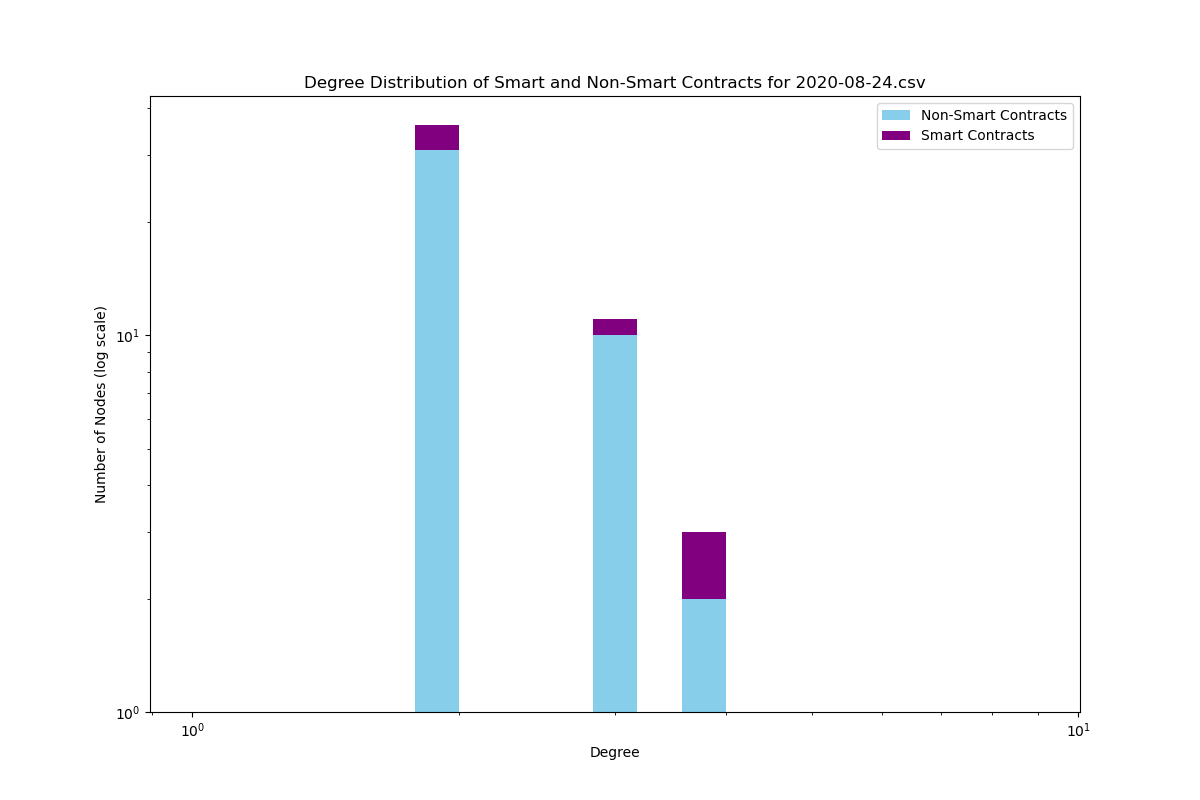 Degree Distribution of Smart and Non-Smart Contracts for 2020-08-24.csv
Non-Smart Contracts
Smart Contracts
Number of Nodes (log scale)
10¹
10⁰
10⁰
10¹
Degree